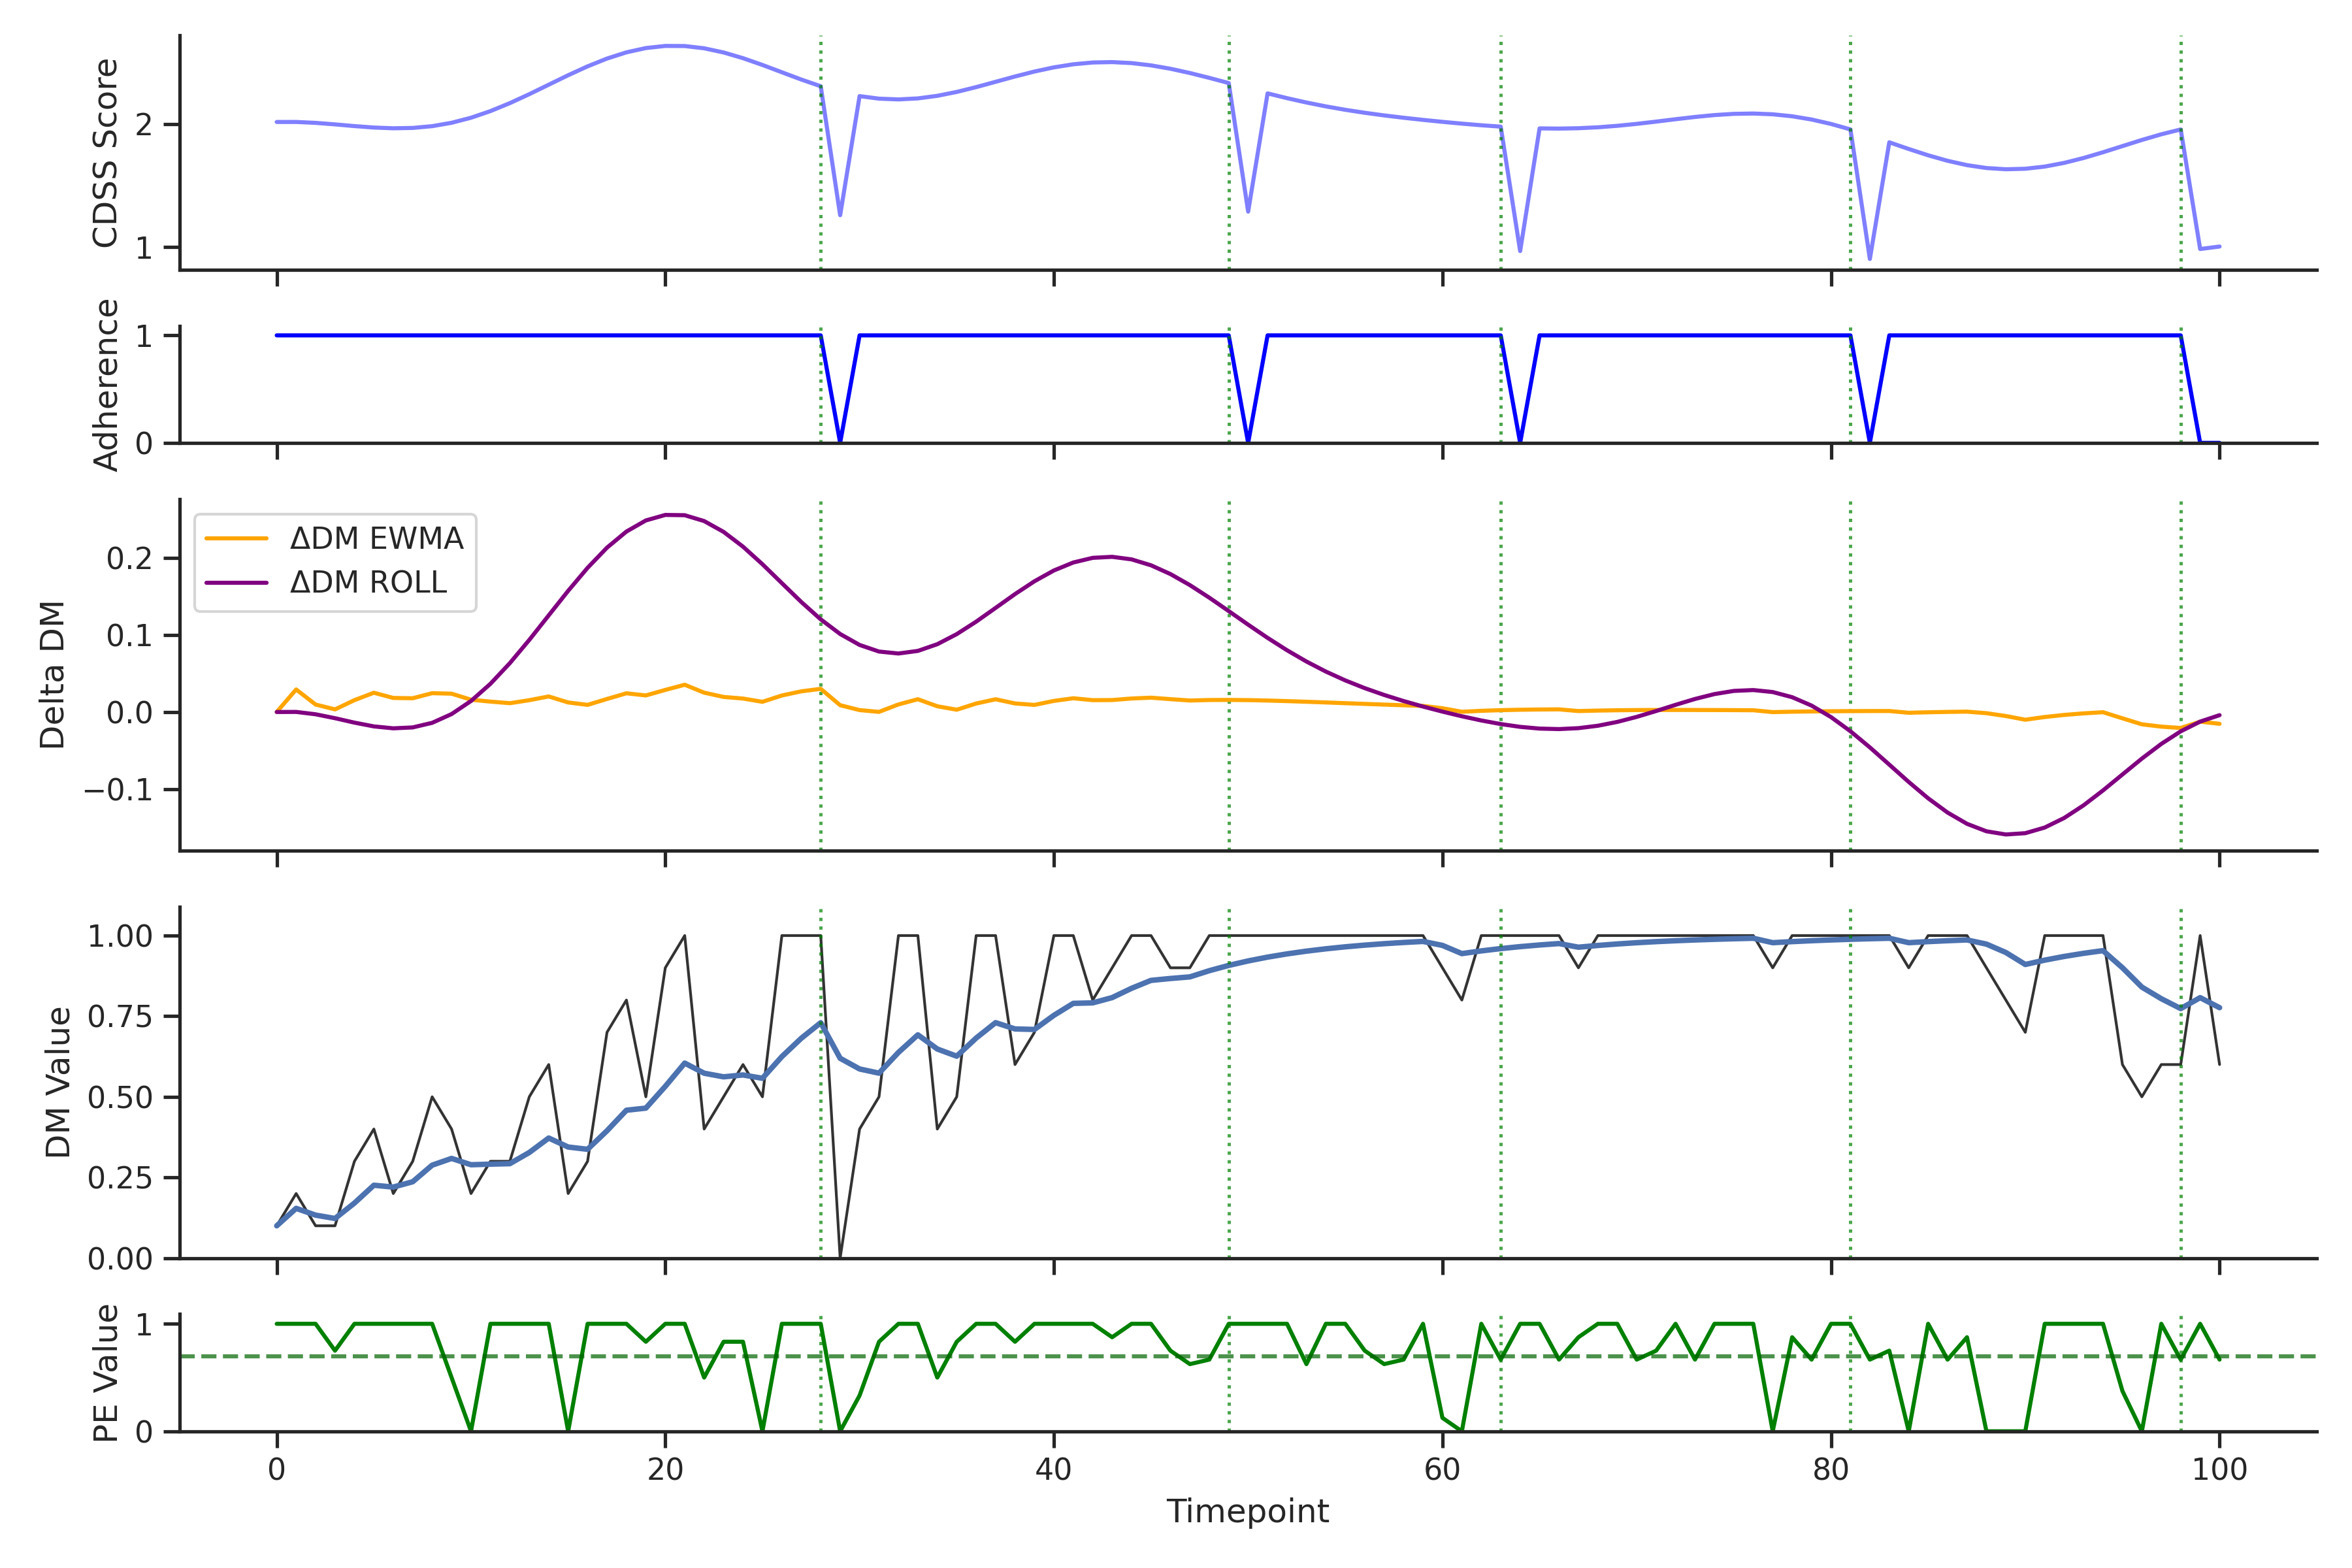 CDSS Score
2
1
Adherence
1
0
Delta DM
0.2
0.1
0.0
−0.1
ΔDM EWMA
ΔDM ROLL
DM Value
1.00
0.75
0.50
0.25
0.00
PE Value
1
0
0 20 40 60 80 100
Timepoint